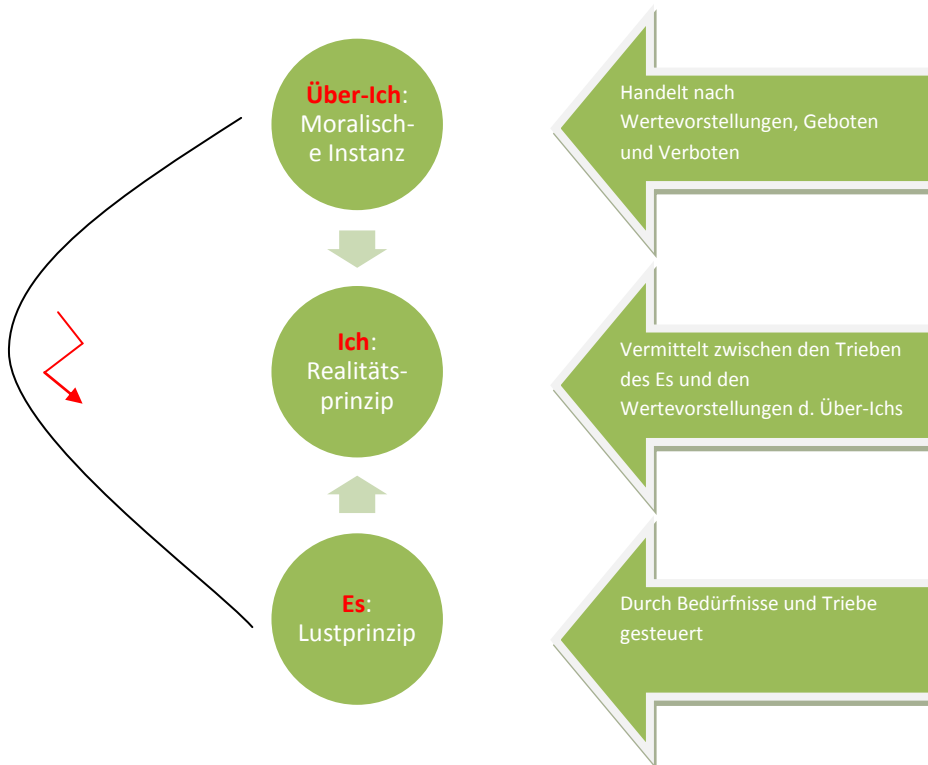 Über-Ich:
Moralisch-
e Instanz
Handelt nach
Wertevorstellungen, Geboten
und Verboten
Ich:
Realitäts-
prinzip
Vermittelt zwischen den Trieben
des Es und den
Wertevorstellungen d. Über-Ichs
Es:
Lustprinzip
Durch Bedürfnisse und Triebe
gesteuert